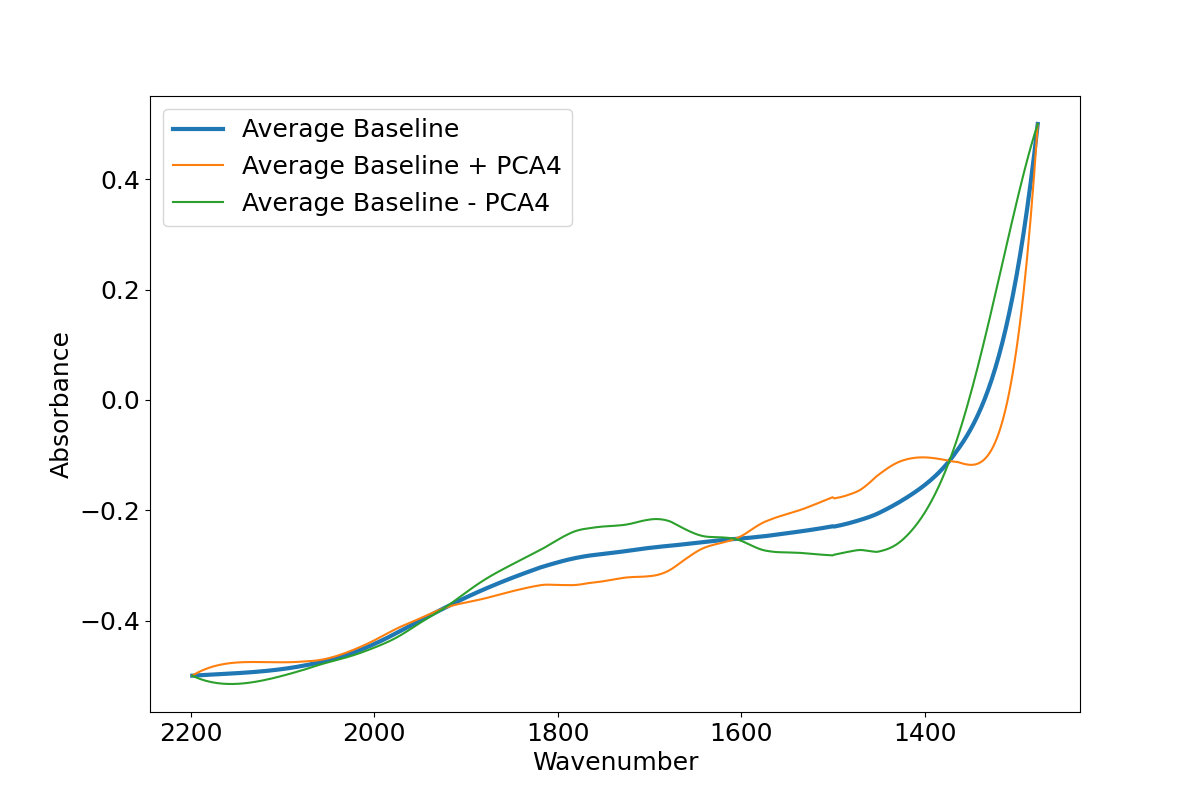 Average Baseline
Average Baseline + PCA4
Average Baseline - PCA4
Absorbance
0.4
0.2
0.0
−0.2
−0.4
2200 2000 1800 1600 1400
Wavenumber